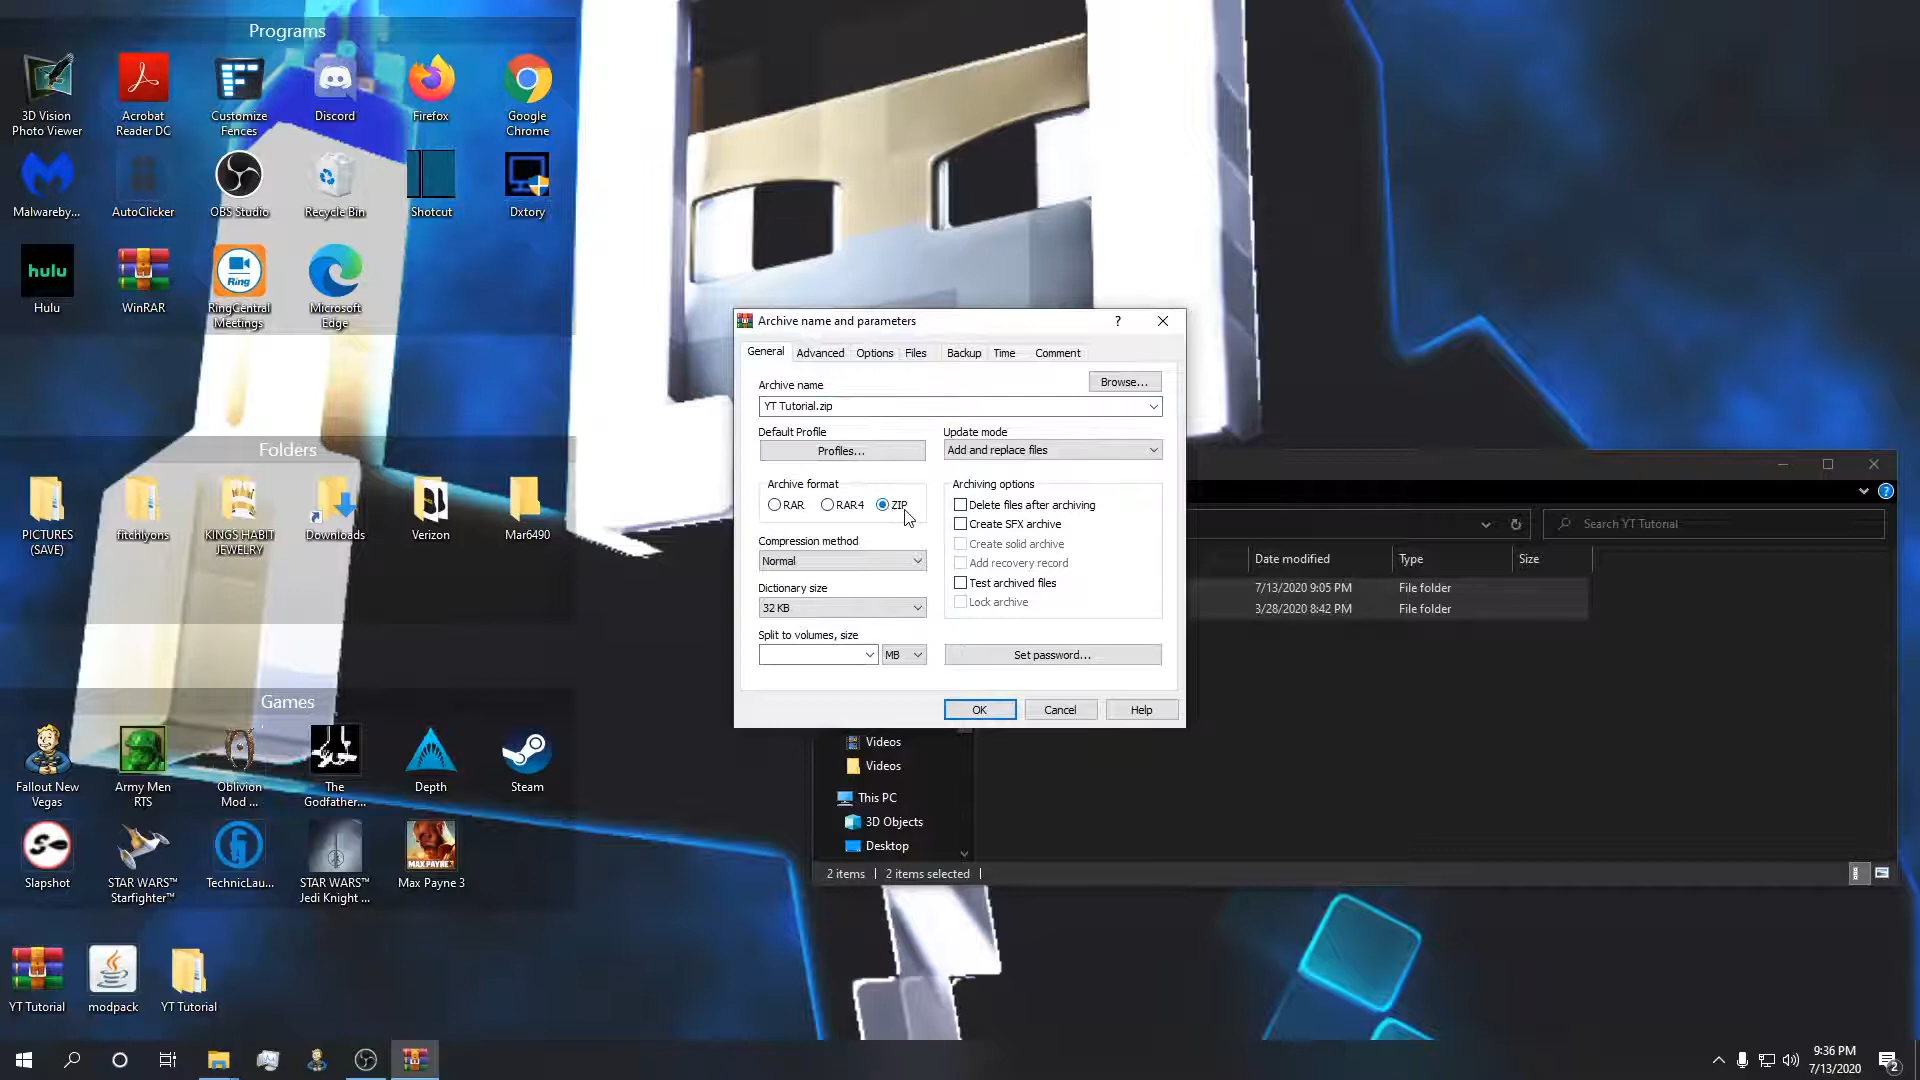 Programs
3D Vision
Photo Viewer
Acrobat
Reader DC
Customize
Fences
Discord
Firefox
Google
Chrome
Malwareby...
AutoClicker
OBS Studio
Recycle Bin
Shotcut
Dxtory
hulu
Hulu
WinRAR
Ring
RingCentral
Meetings
Microsoft
Edge
Folders
PICTURES
(SAVE)
fitchlyons
KINGS HABIT
JEWELRY
Downloads
Verizon
Mar6490
Games
Fallout New
Vegas
Army Men
RTS
Oblivion
Mod ...
The
Godfather...
Depth
Steam
Slapshot
STAR WARS™
Starfighter™
TechnicLau...
STAR WARS™
Jedi Knight ...
MAX PAYNE 3
Max Payne 3
YT Tutorial
modpack
YT Tutorial
Archive name and parameters
?
General
Advanced
Options
Files
Backup
Time
Comment
Archive name
Browse...
YT Tutorial.zip
Default Profile
Profiles...
Update mode
Add and replace files
Archive format
RAR
RAR4
ZIP
Archiving options
Delete files after archiving
Create SFX archive
Create solid archive
Add recovery record
Test archived files
Lock archive
Compression method
Normal
Dictionary size
32 KB
Split to volumes, size
MB
Set password...
OK
Cancel
Help
?
Search YT Tutorial
Date modified
Type
Size
7/13/2020 9:05 PM
File folder
3/28/2020 8:42 PM
File folder
Videos
Videos
This PC
3D Objects
Desktop
2 items
2 items selected
9:36 PM
7/13/2020
2